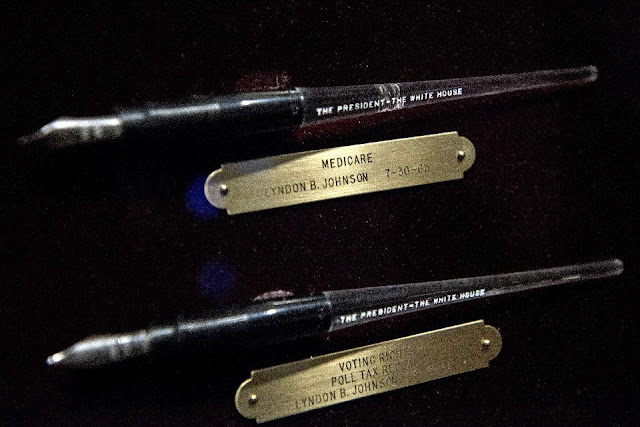 THE PRESIDENT-THE WHITE HOUSE
MEDICARE
LYNDON B. JOHNSON 7-30-65
THE PRESIDENT-THE WHITE HOUSE
VOTING
POLL TAX
LYNDON B. JOHNSON